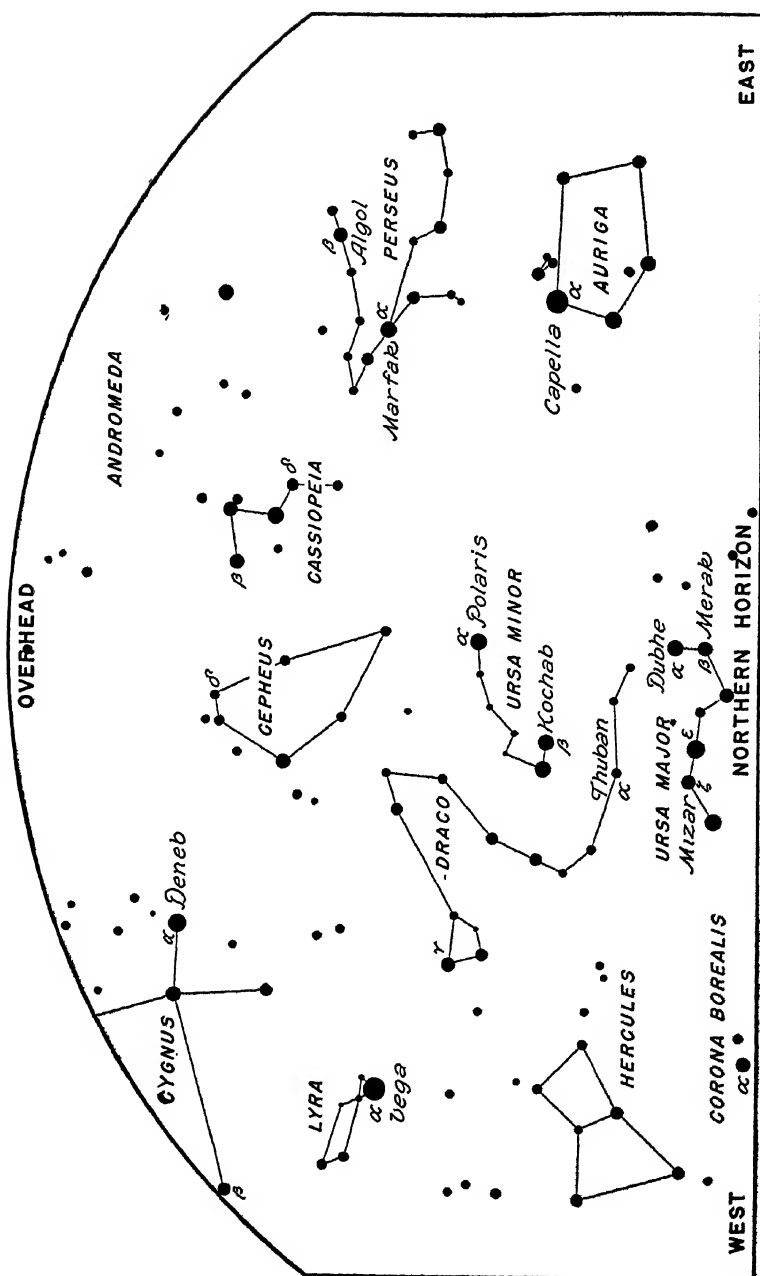 OVERHEAD
ANDROMEDA
CYGNUS
α Deneb
β
CEPHEUS
δ
CASSIOPEIA
β
δ
β
Algol
PERSEUS
α
Marfak
LYRA
α
Vega
γ
-DRACO
α Polaris
URSA MINOR
Kochab
β
Capella
α
AURIGA
HERCULES
Thuban
α
URSA MAJOR
Mizar ζ
ε
Dubhe
α
β Merak
CORONA BOREALIS
α
WEST
NORTHERN HORIZON
EAST